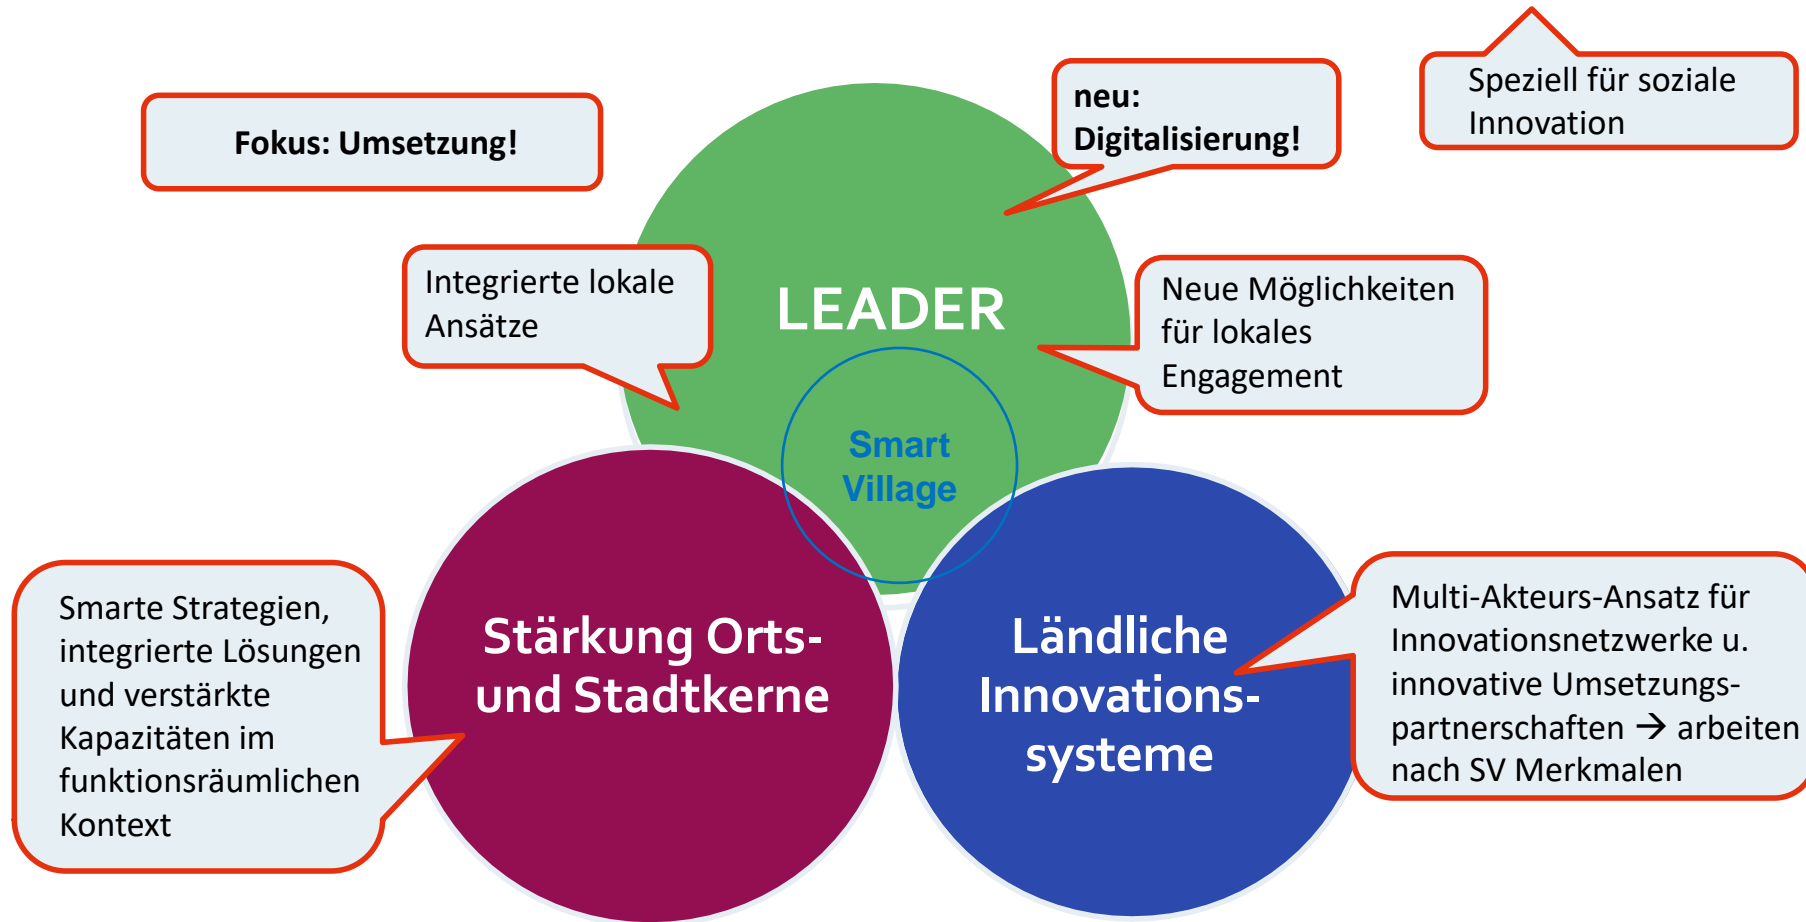 Speziell für soziale
Innovation
neu:
Digitalisierung!
Fokus: Umsetzung!
Integrierte lokale
Ansätze
LEADER
Neue Möglichkeiten
für lokales
Engagement
Smart
Village
Smarte Strategien,
integrierte Lösungen
und verstärkte
Kapazitäten im
funktionsräumlichen
Kontext
Stärkung Orts-
und Stadtkerne
Ländliche
Innovations-
systeme
Multi-Akteurs-Ansatz für
Innovationsnetzwerke u.
innovative Umsetzungs-
partnerschaften → arbeiten
nach SV Merkmalen